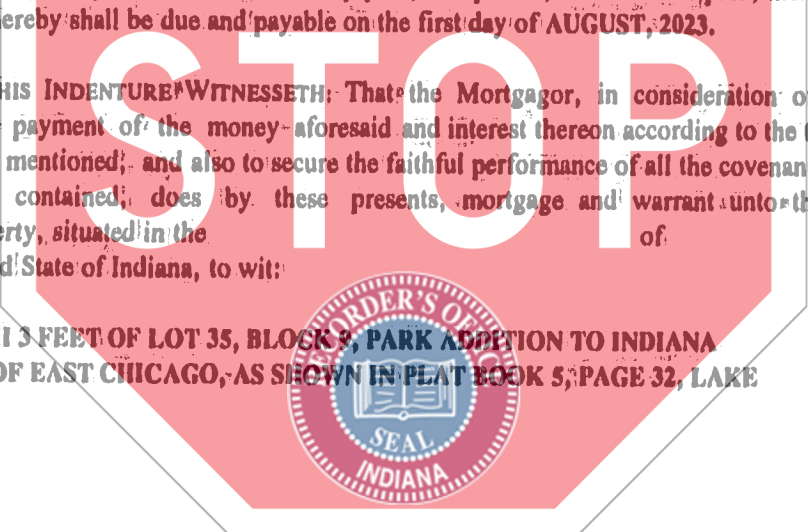 ereby shall be due and payable on the first day of AUGUST, 2023.
STOP
HIS INDENTURE WITNESSETH: That the Mortgagor, in consideration o
payment of the money aforesaid and interest thereon according to the
mentioned, and also to secure the faithful performance of all the covenan
contained, does by these presents, mortgage and warrant unto th
erty, situated in the of
d State of Indiana, to wit:
3 FEET OF LOT 35, BLOCK 9, PARK ADDITION TO INDIANA
OF EAST CHICAGO, AS SHOWN IN PLAT BOOK 5, PAGE 32, LAKE
RECORDER'S OFFICE
SEAL
INDIANA